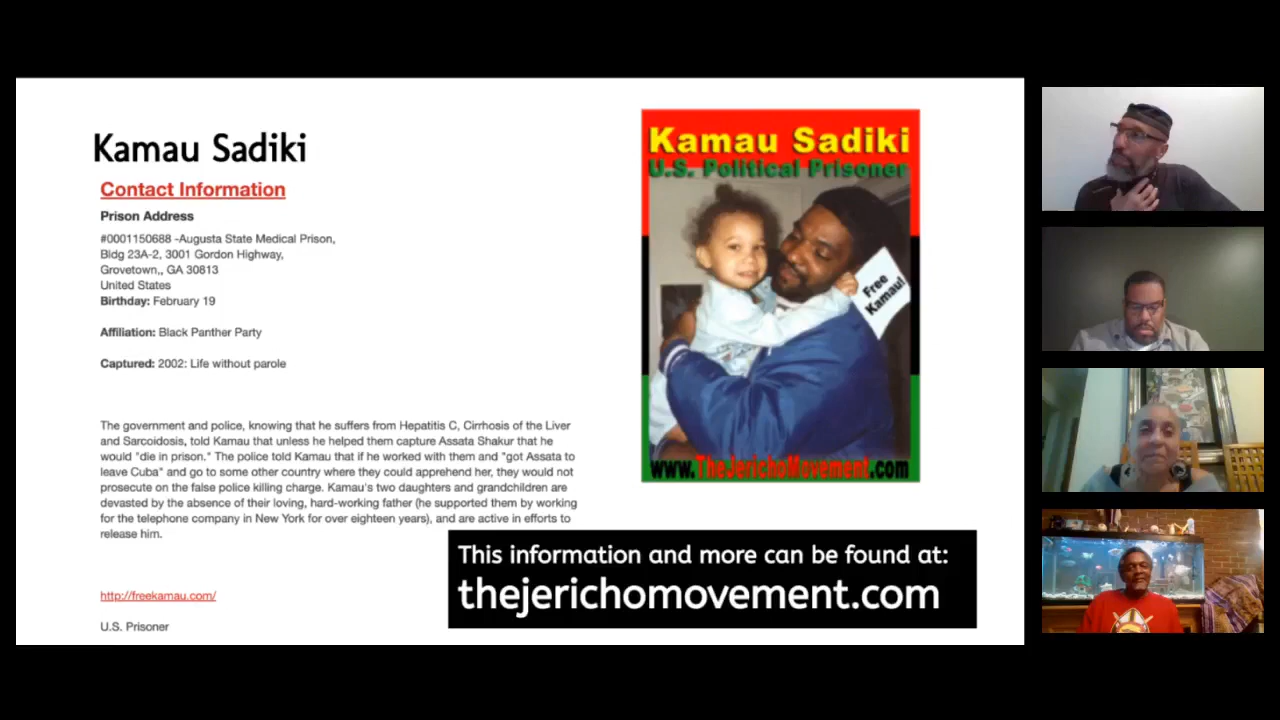 Kamau Sadiki
Contact Information
Prison Address
#0001150688 -Augusta State Medical Prison,
Bldg 23A-2, 3001 Gordon Highway,
Grovetown,, GA 30813
United States
Birthday: February 19
Affiliation: Black Panther Party
Captured: 2002: Life without parole
The government and police, knowing that he suffers from Hepatitis C, Cirrhosis of the Liver
and Sarcoidosis, told Kamau that unless he helped them capture Assata Shakur that he
would "die in prison." The police told Kamau that if he worked with them and "got Assata to
leave Cuba" and go to some other country where they could apprehend her, they would not
prosecute on the false police killing charge. Kamau's two daughters and grandchildren are
devasted by the absence of their loving, hard-working father (he supported them by working
for the telephone company in New York for over eighteen years), and are active in efforts to
release him.
http://freekamau.com/
U.S. Prisoner
Kamau Sadiki
U.S. Political Prisoner
Free
Kamau!
www.TheJerichoMovement.com
This information and more can be found at:
thejerichomovement.com